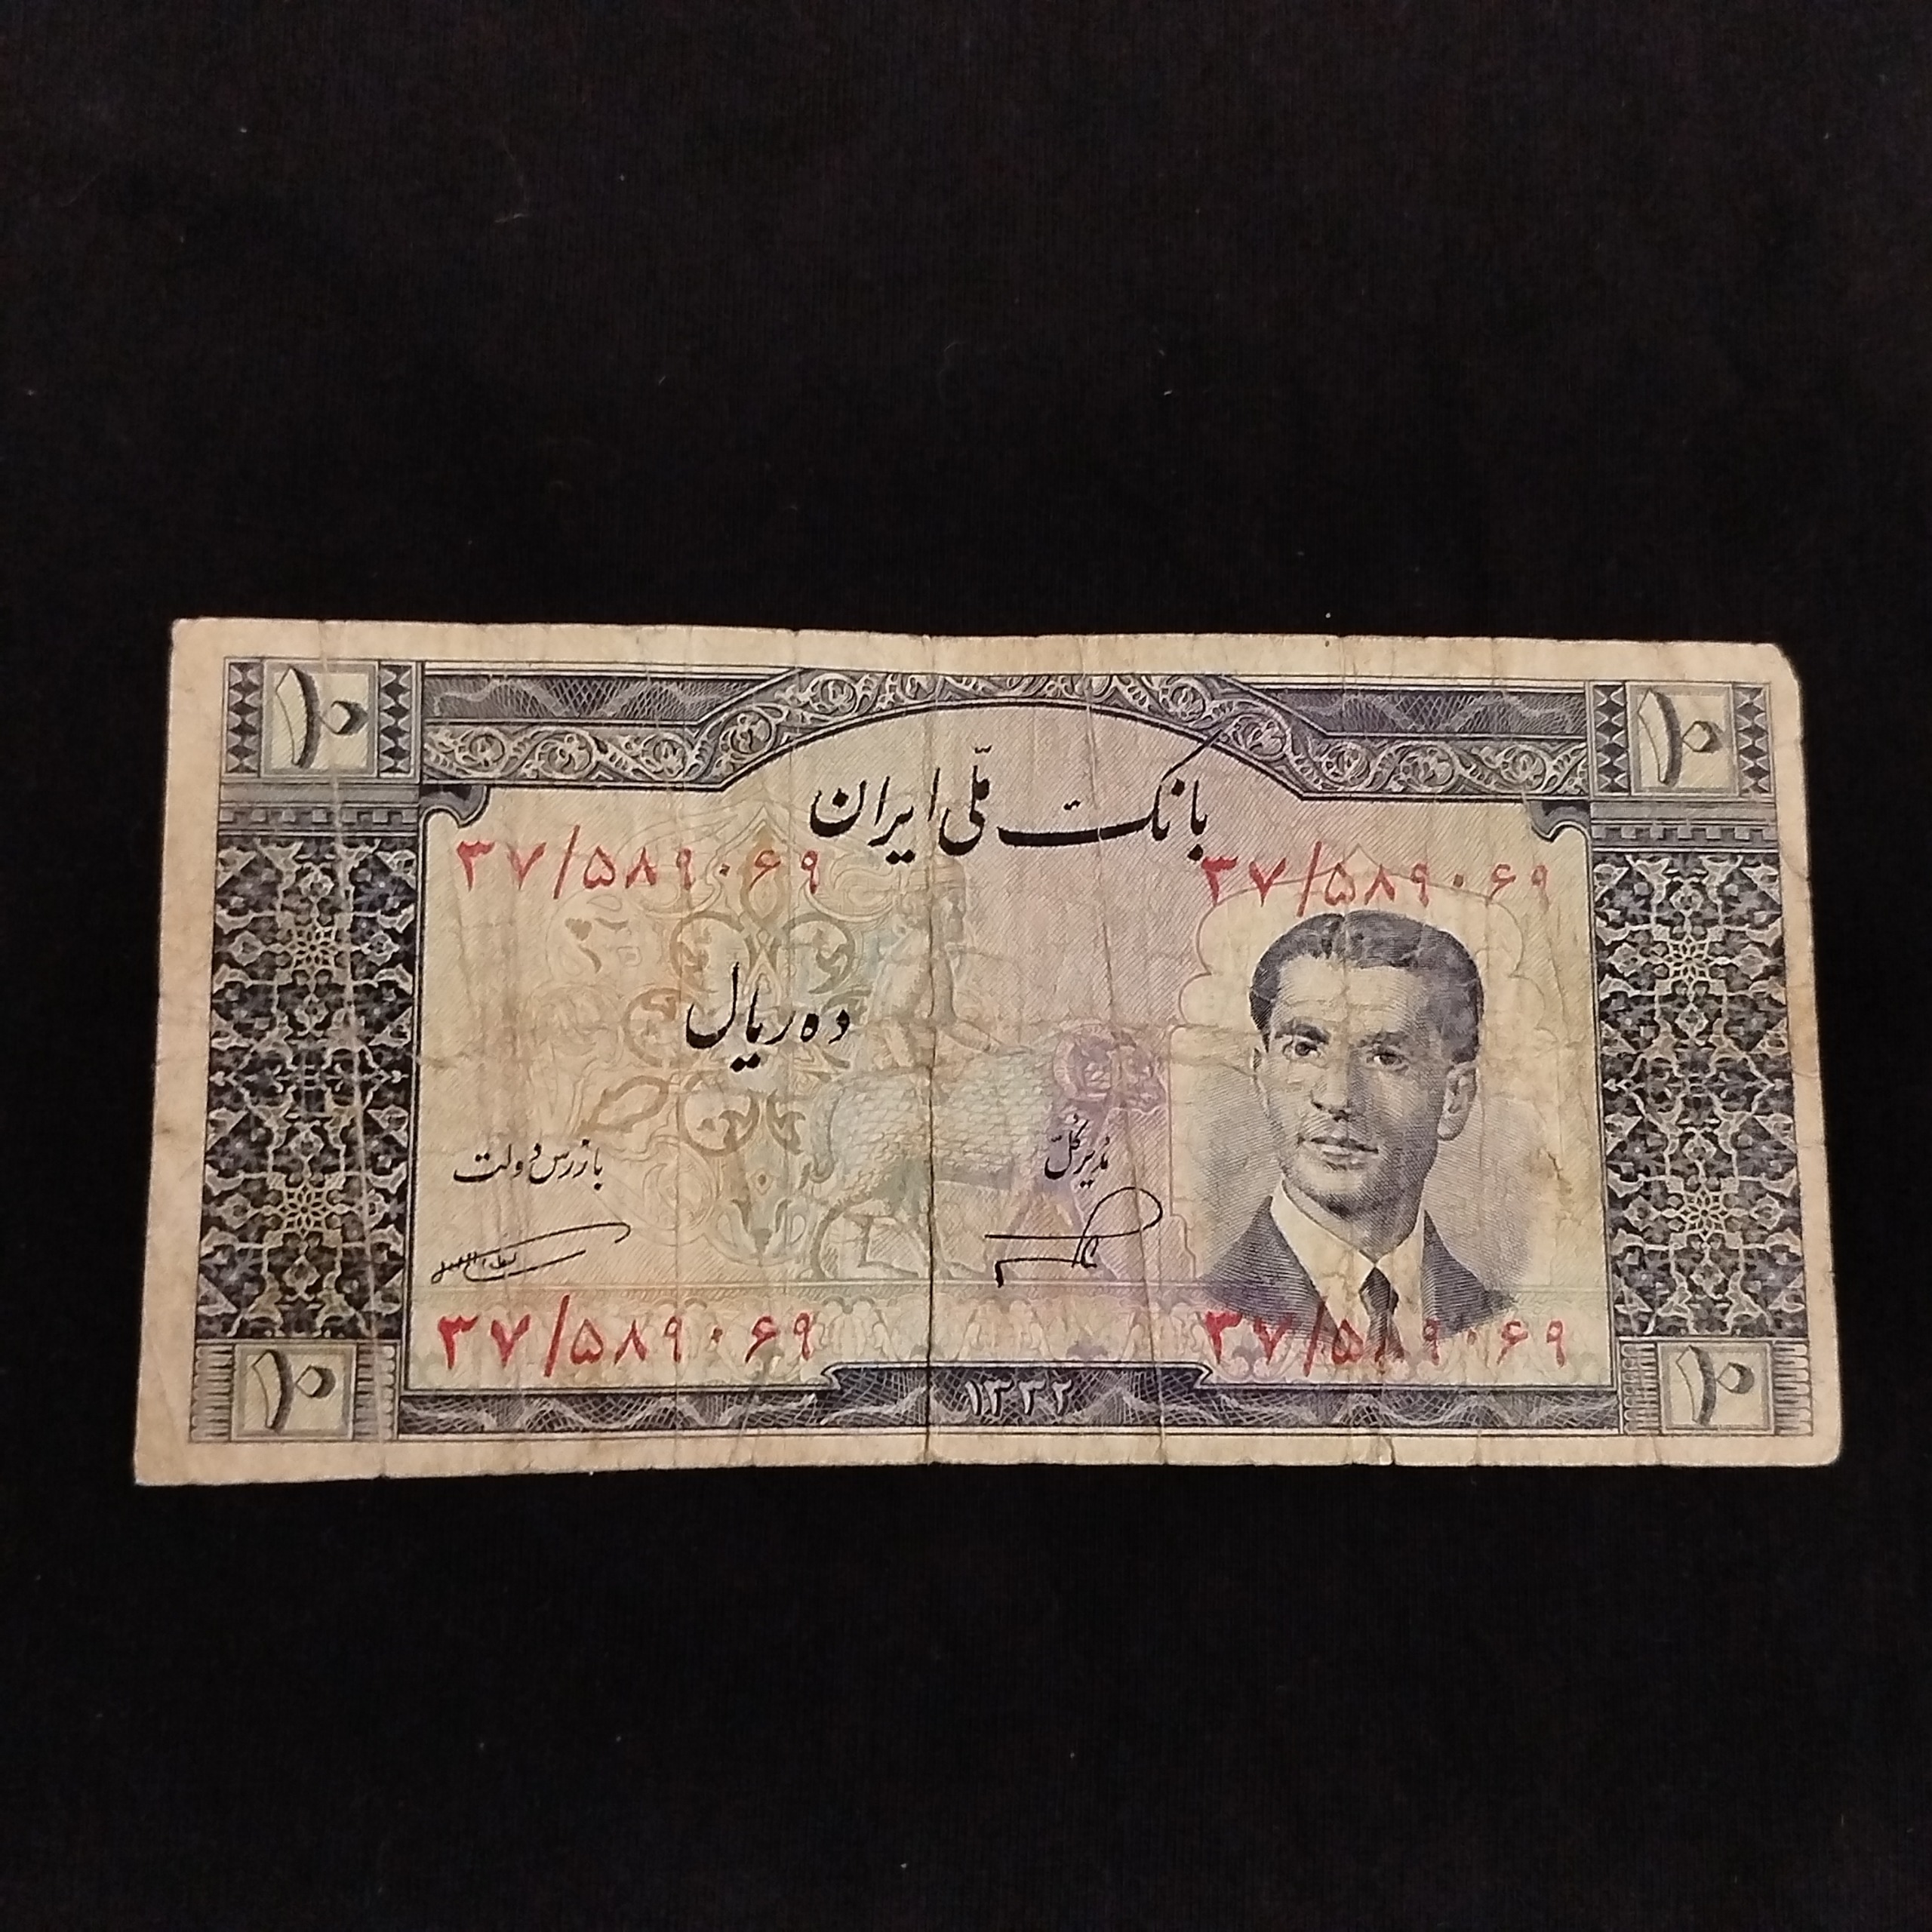 ۱۰ ۱۰
بانک ملّی ایران
۳۷/۵۸۹۰۶۹ ۳۷/۵۸۹۰۶۹
ده ریال
مدیر کلّ بازرس دولت
۳۷/۵۸۹۰۶۹ ۳۷/۵۸۹۰۶۹
۱۰ ۱۳۳۲ ۱۰